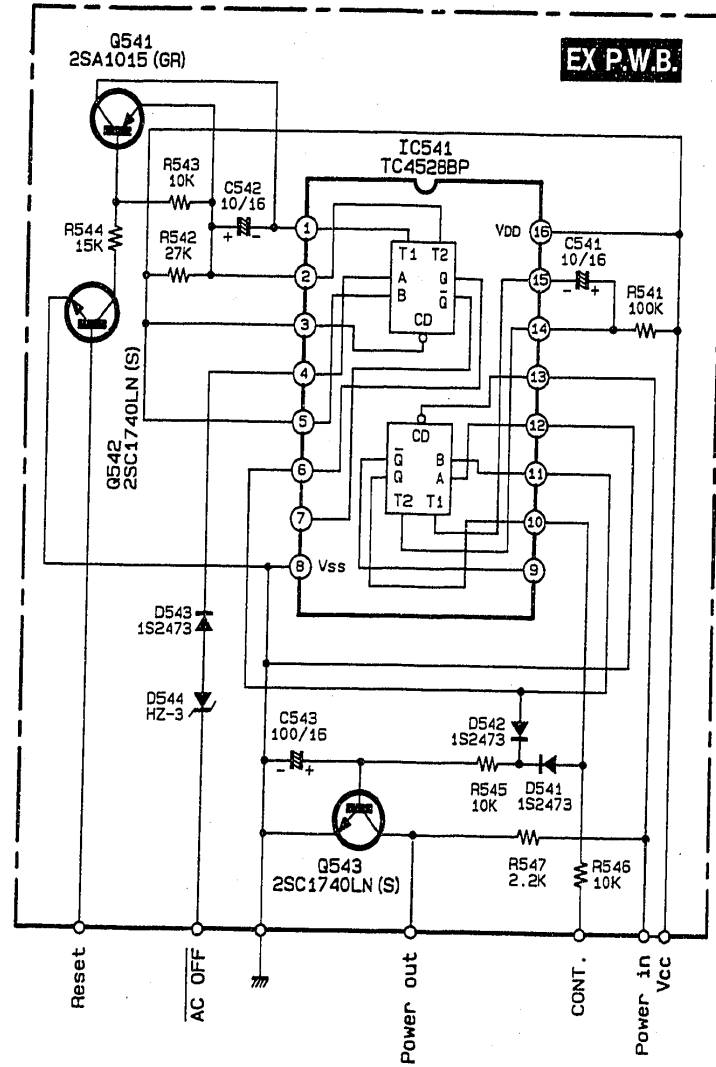 Q541
2SA1015 (GR)
EX P.W.B.
IC541
TC4528BP
R543
10K
C542
10/16
+ -
R544
15K
R542
27K
1
2
3
4
5
6
7
8
VSS
T1 T2
A Q
B Q
CD
VDD
16
15
14
13
12
11
10
9
C541
10/16
- +
R541
100K
CD
Q B
Q A
T2 T1
Q542
2SC1740LN (S)
D543
1S2473
D544
HZ-3
C543
100/16
- +
D542
1S2473
R545
10K
D541
1S2473
Q543
2SC1740LN (S)
R547
2.2K
R546
10K
Reset
AC OFF
Power out
CONT.
Power in
Vcc